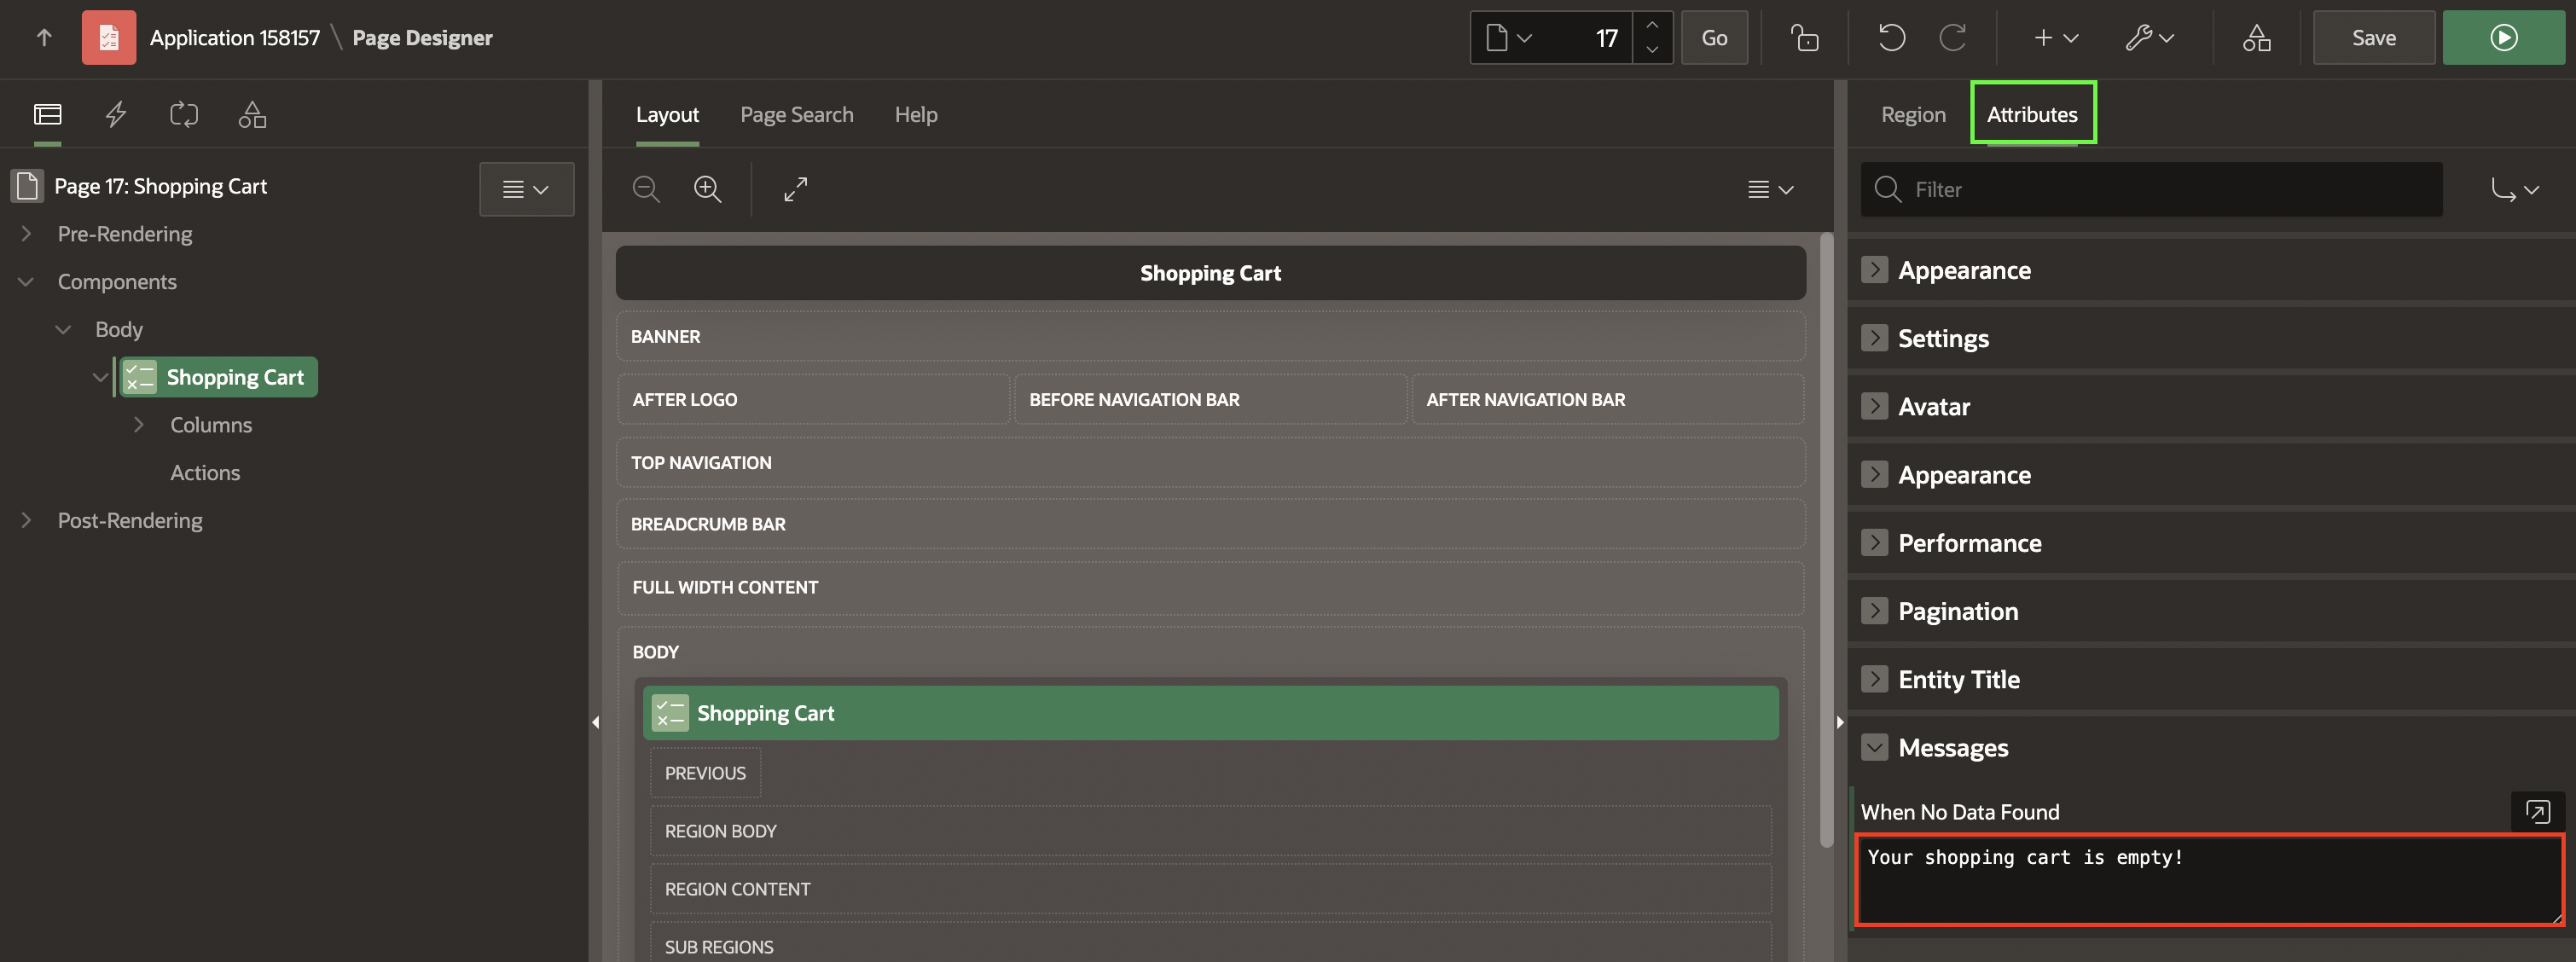 Application 158157 \ Page Designer
17
Go
Save
Page 17: Shopping Cart
Pre-Rendering
Components
Body
Shopping Cart
Columns
Actions
Post-Rendering
Layout
Page Search
Help
Shopping Cart
BANNER
AFTER LOGO
BEFORE NAVIGATION BAR
AFTER NAVIGATION BAR
TOP NAVIGATION
BREADCRUMB BAR
FULL WIDTH CONTENT
BODY
Shopping Cart
PREVIOUS
REGION BODY
REGION CONTENT
SUB REGIONS
Region
Attributes
Filter
Appearance
Settings
Avatar
Appearance
Performance
Pagination
Entity Title
Messages
When No Data Found
Your shopping cart is empty!